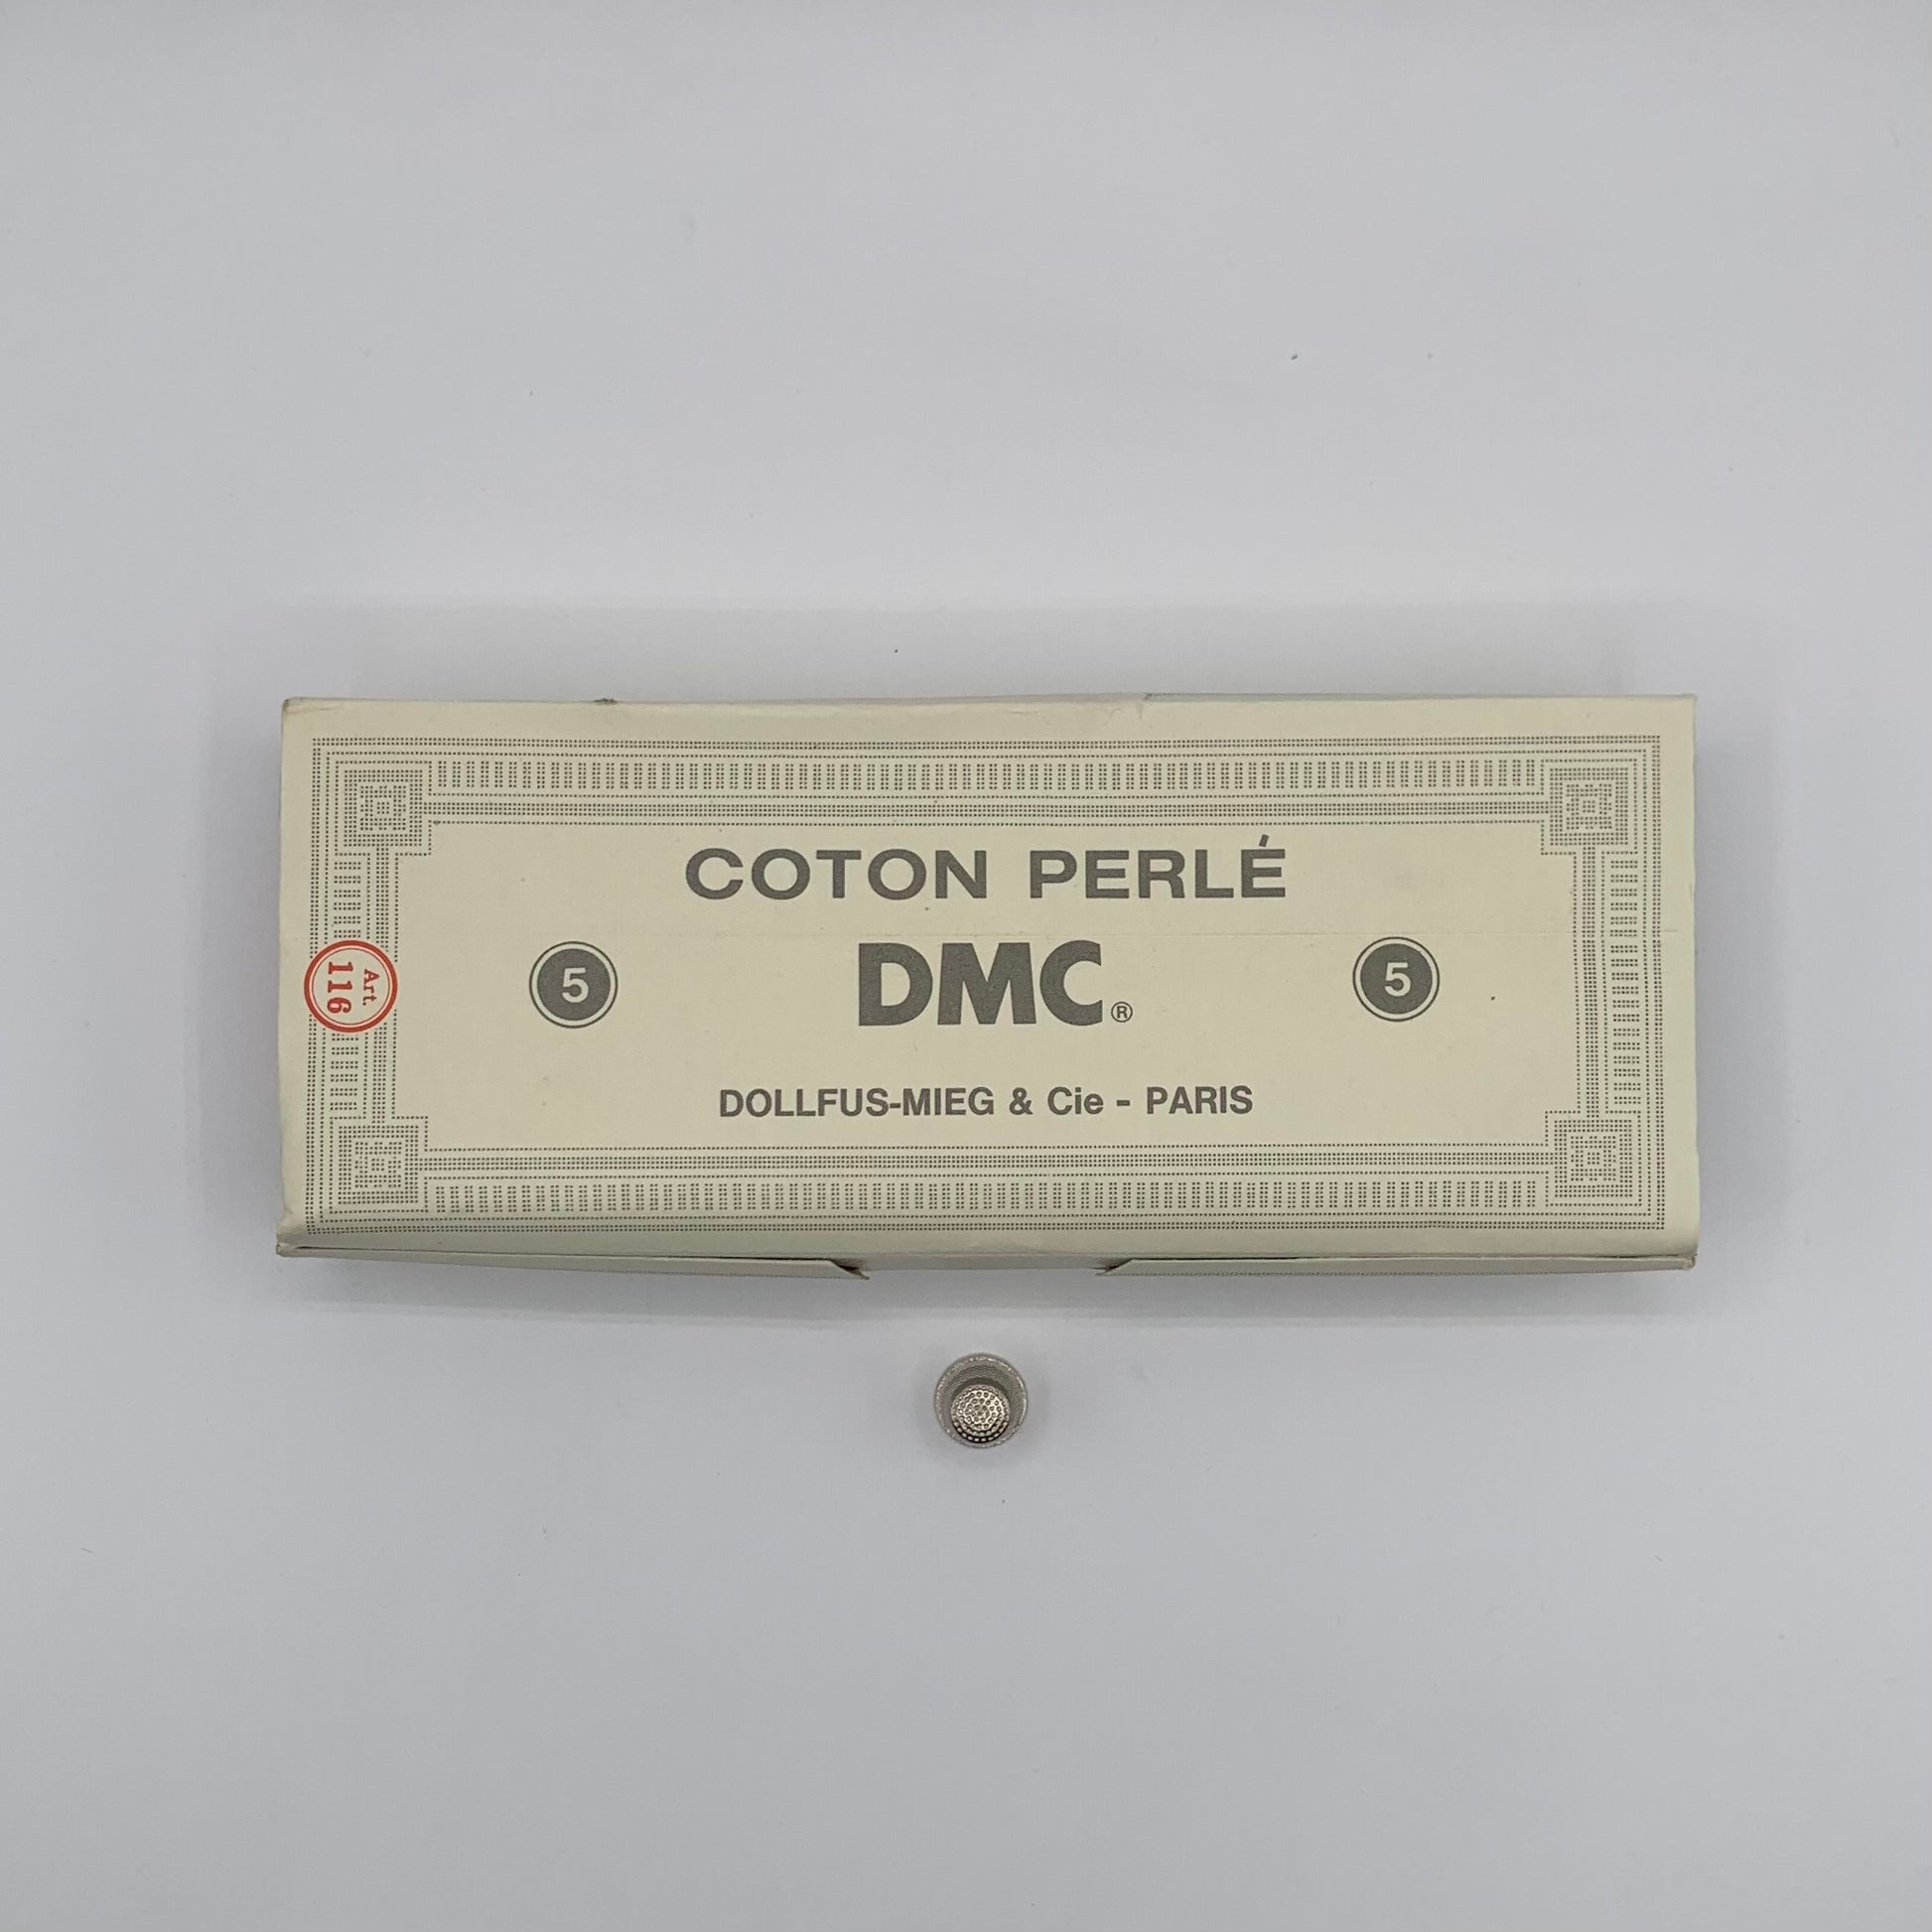 COTON PERLÉ
Art.
116
5 DMC® 5
DOLLFUS-MIEG & Cie - PARIS